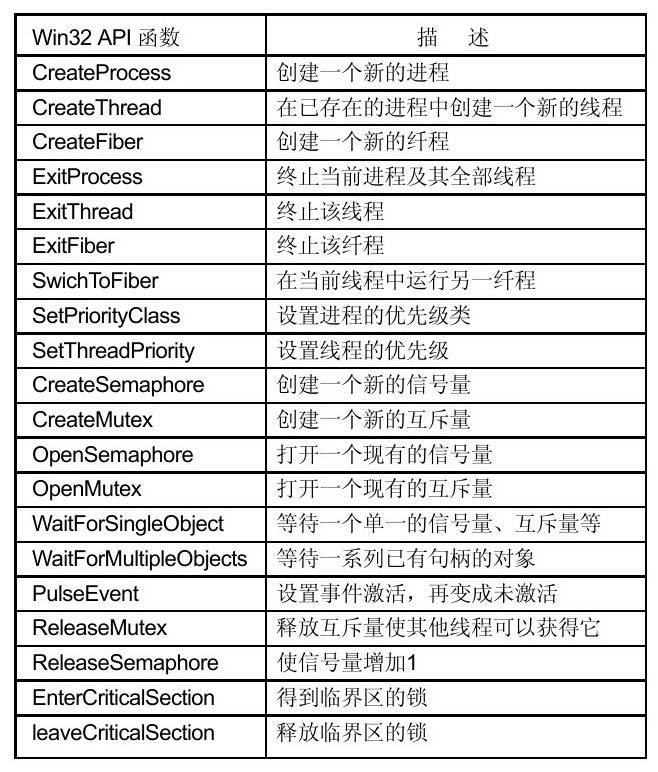 Win32 API 函数 描 述
CreateProcess 创建一个新的进程
CreateThread 在已存在的进程中创建一个新的线程
CreateFiber 创建一个新的纤程
ExitProcess 终止当前进程及其全部线程
ExitThread 终止该线程
ExitFiber 终止该纤程
SwichToFiber 在当前线程中运行另一纤程
SetPriorityClass 设置进程的优先级类
SetThreadPriority 设置线程的优先级
CreateSemaphore 创建一个新的信号量
CreateMutex 创建一个新的互斥量
OpenSemaphore 打开一个现有的信号量
OpenMutex 打开一个现有的互斥量
WaitForSingleObject 等待一个单一的信号量、互斥量等
WaitForMultipleObjects 等待一系列已有句柄的对象
PulseEvent 设置事件激活，再变成未激活
ReleaseMutex 释放互斥量使其他线程可以获得它
ReleaseSemaphore 使信号量增加1
EnterCriticalSection 得到临界区的锁
leaveCriticalSection 释放临界区的锁